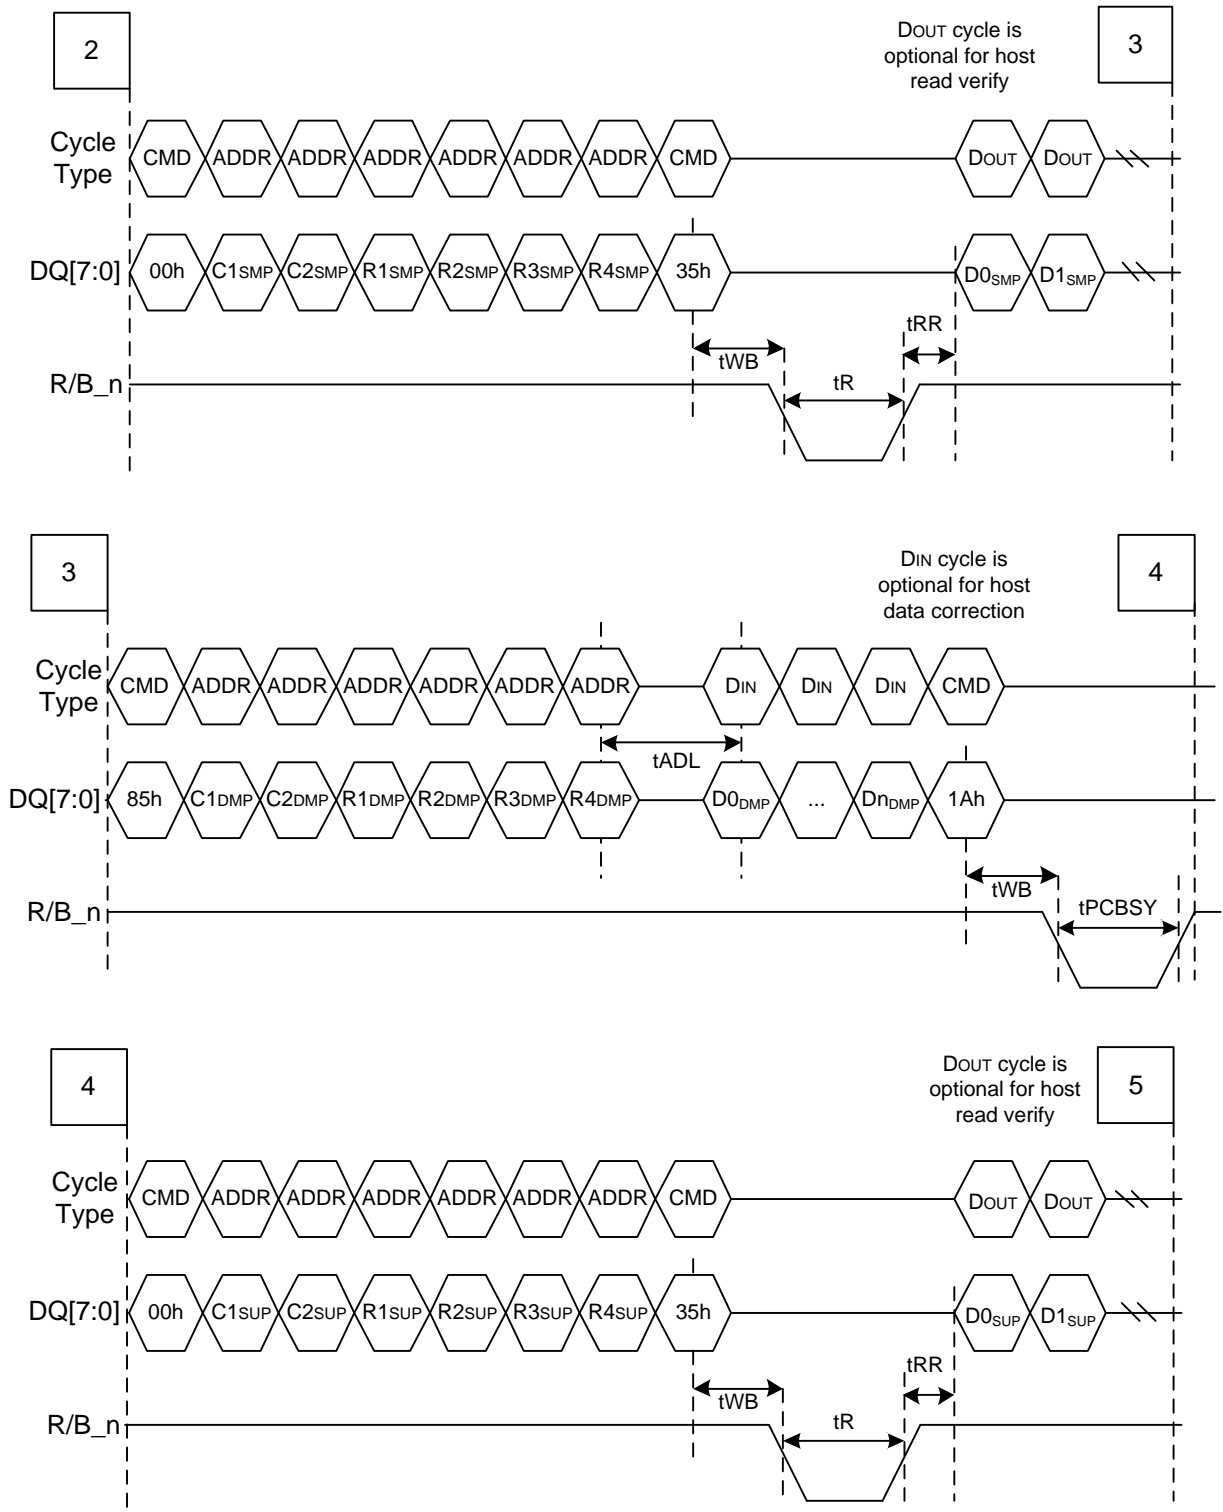 2
DOUT cycle is
optional for host
read verify
3
Cycle
Type
CMD ADDR ADDR ADDR ADDR ADDR ADDR CMD DOUT DOUT
DQ[7:0] 00h C1SMP C2SMP R1SMP R2SMP R3SMP R4SMP 35h D0SMP D1SMP
tRR
tWB
R/B_n
tR
3
DIN cycle is
optional for host
data correction
4
Cycle
Type
CMD ADDR ADDR ADDR ADDR ADDR ADDR DIN DIN DIN CMD
tADL
DQ[7:0] 85h C1DMP C2DMP R1DMP R2DMP R3DMP R4DMP D0DMP ... DnDMP 1Ah
tWB
R/B_n
tPCBSY
4
DOUT cycle is
optional for host
read verify
5
Cycle
Type
CMD ADDR ADDR ADDR ADDR ADDR ADDR CMD DOUT DOUT
DQ[7:0] 00h C1SUP C2SUP R1SUP R2SUP R3SUP R4SUP 35h D0SUP D1SUP
tRR
tWB
R/B_n
tR